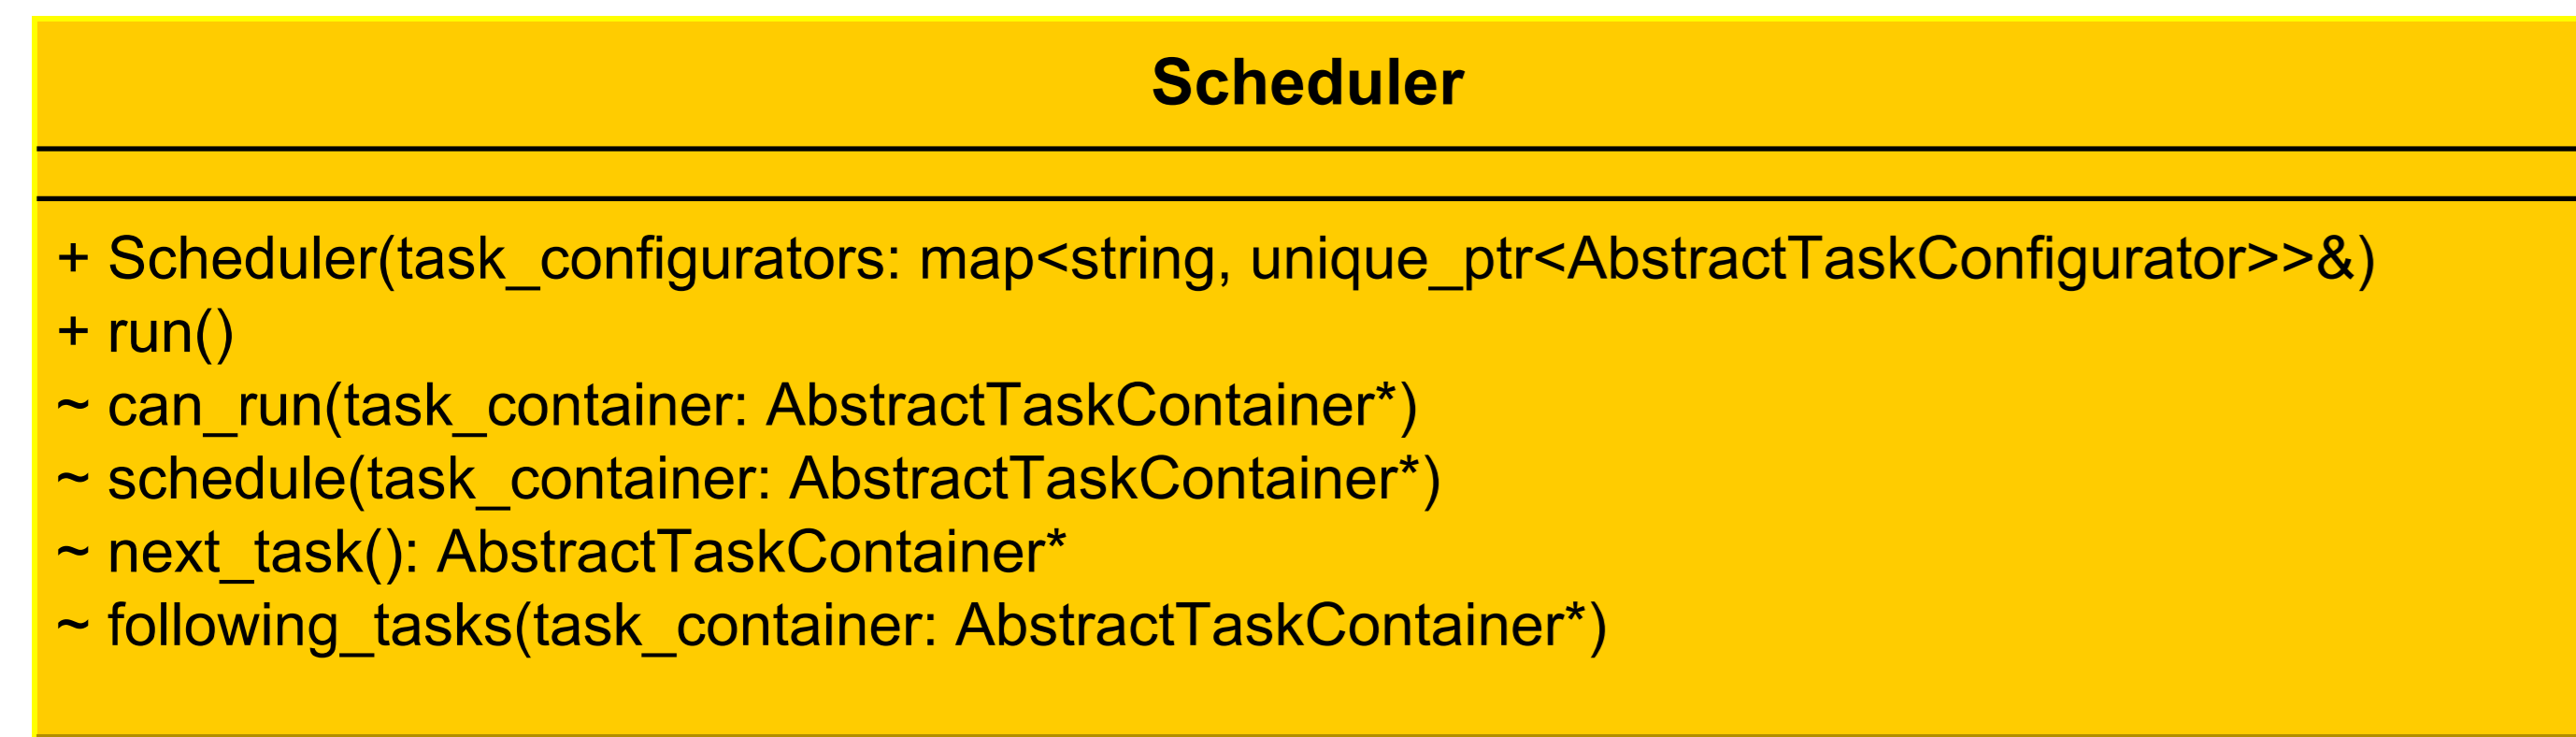 Scheduler
+ Scheduler(task_configurators: map<string, unique_ptr<AbstractTaskConfigurator>>&)
+ run()
~ can_run(task_container: AbstractTaskContainer*)
~ schedule(task_container: AbstractTaskContainer*)
~ next_task(): AbstractTaskContainer*
~ following_tasks(task_container: AbstractTaskContainer*)